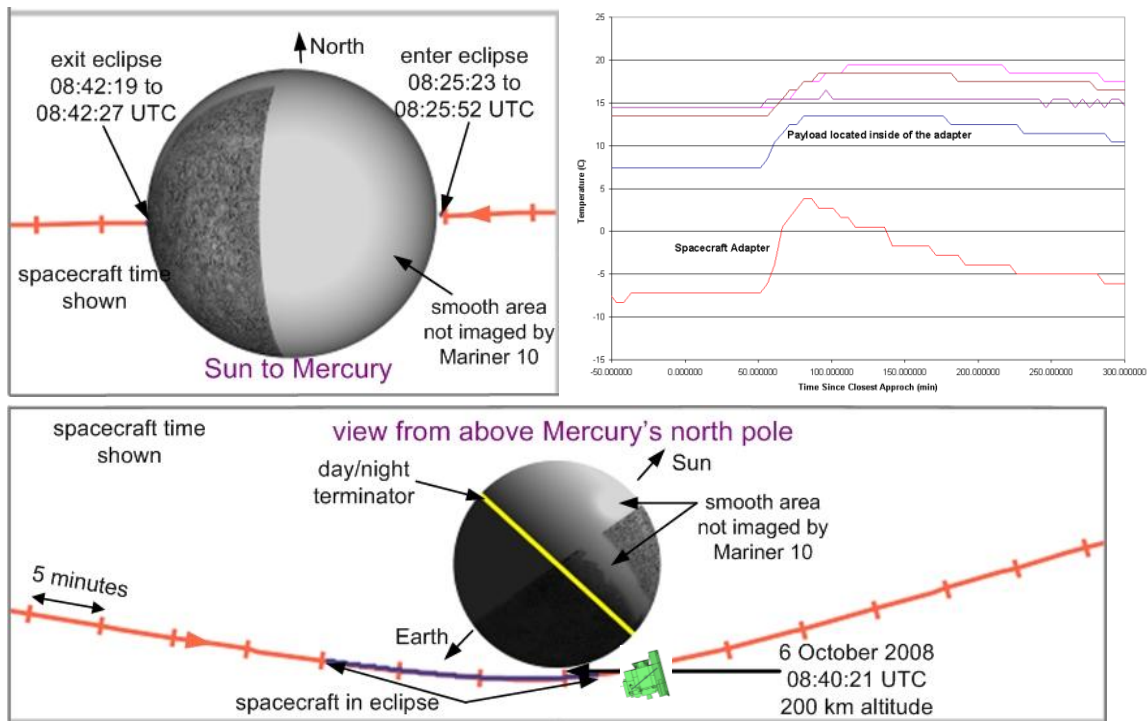 North
exit eclipse
08:42:19 to
08:42:27 UTC
enter eclipse
08:25:23 to
08:25:52 UTC
spacecraft time
shown
smooth area
not imaged by
Mariner 10
Sun to Mercury
25
20
15
10
5
0
-5
-10
-15
Temperature (C)
Payload located inside of the adapter
Spacecraft Adapter
-50.000000
0.000000
50.000000
100.000000
150.000000
200.000000
250.000000
300.000000
Time Since Closest Approch (min)
spacecraft time
shown
view from above Mercury's north pole
day/night
terminator
Sun
smooth area
not imaged by
Mariner 10
5 minutes
Earth
spacecraft in eclipse
6 October 2008
08:40:21 UTC
200 km altitude